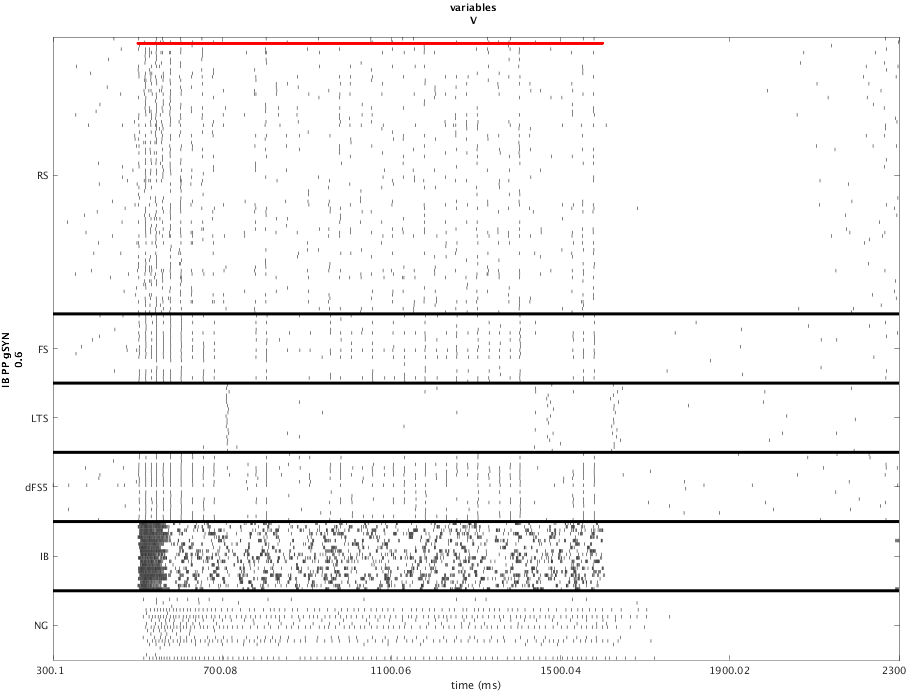 variables
V
RS
FS
LTS
dFS5
IB
NG
IB PP gSYN
0.6
300.1
700.08
1100.06
1500.04
1900.02
2300
time (ms)